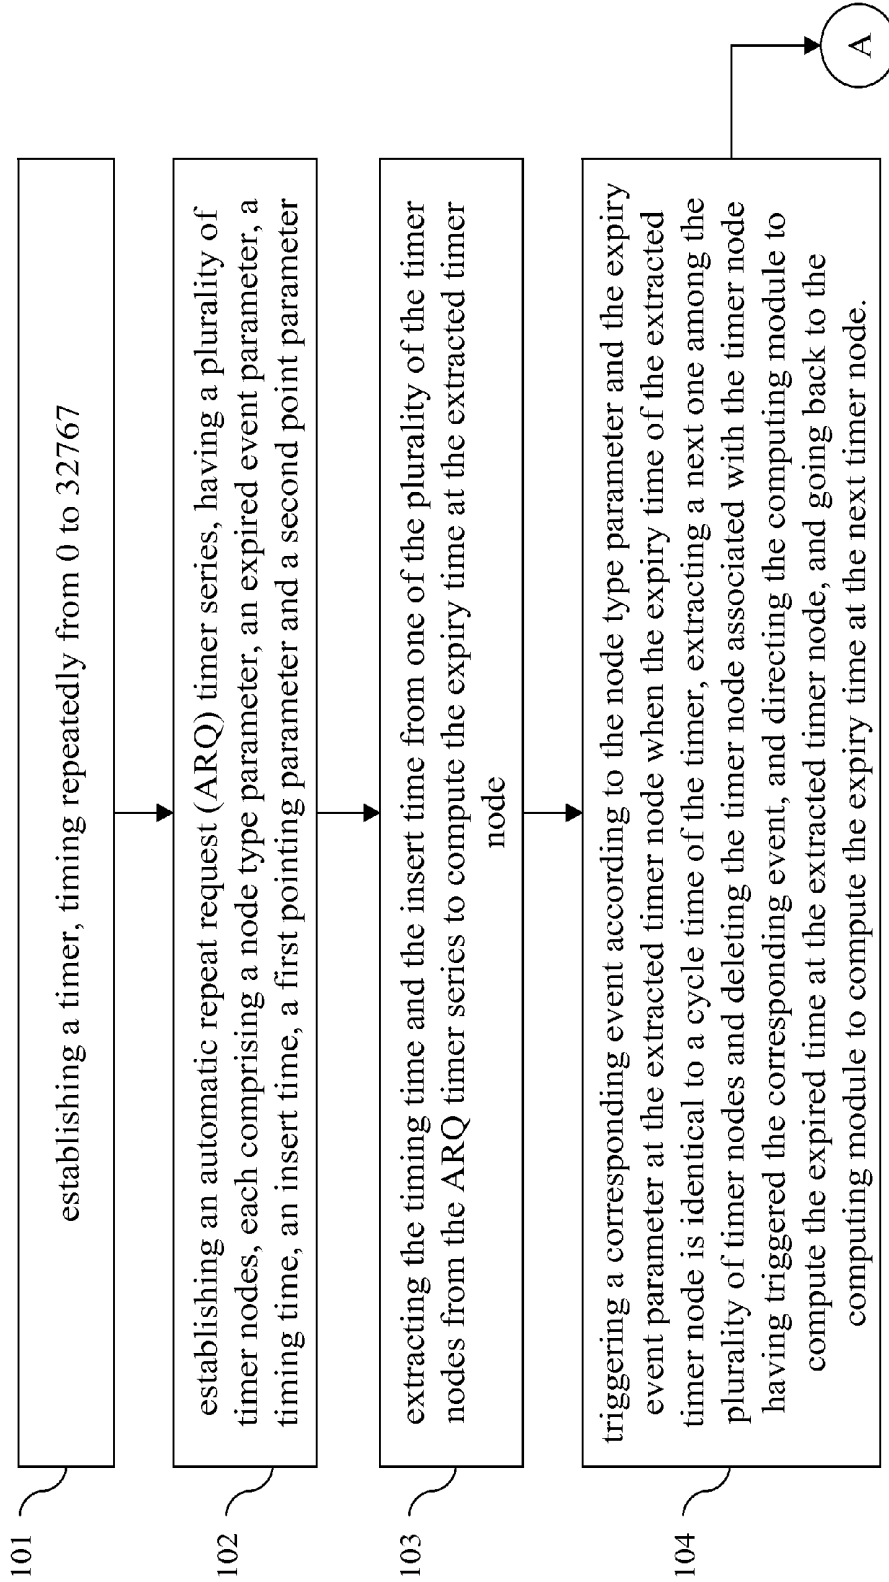 101
establishing a timer, timing repeatedly from 0 to 32767
102
establishing an automatic repeat request (ARQ) timer series, having a plurality of
timer nodes, each comprising a node type parameter, an expired event parameter, a
timing time, an insert time, a first pointing parameter and a second point parameter
103
extracting the timing time and the insert time from one of the plurality of the timer
nodes from the ARQ timer series to compute the expiry time at the extracted timer
node
104
triggering a corresponding event according to the node type parameter and the expiry
event parameter at the extracted timer node when the expiry time of the extracted
timer node is identical to a cycle time of the timer, extracting a next one among the
plurality of timer nodes and deleting the timer node associated with the timer node
having triggered the corresponding event, and directing the computing module to
compute the expired time at the extracted timer node, and going back to the
computing module to compute the expiry time at the next timer node.
A